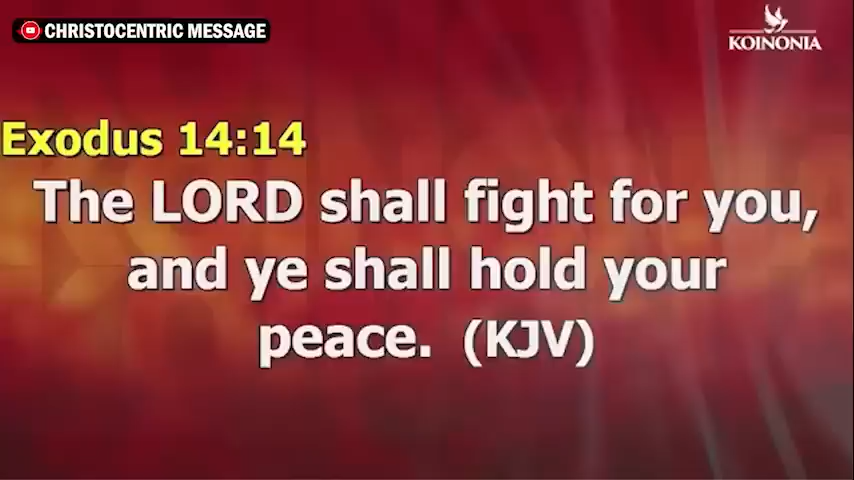 CHRISTOCENTRIC MESSAGE
KOINONIA
Exodus 14:14
The LORD shall fight for you,
and ye shall hold your
peace. (KJV)